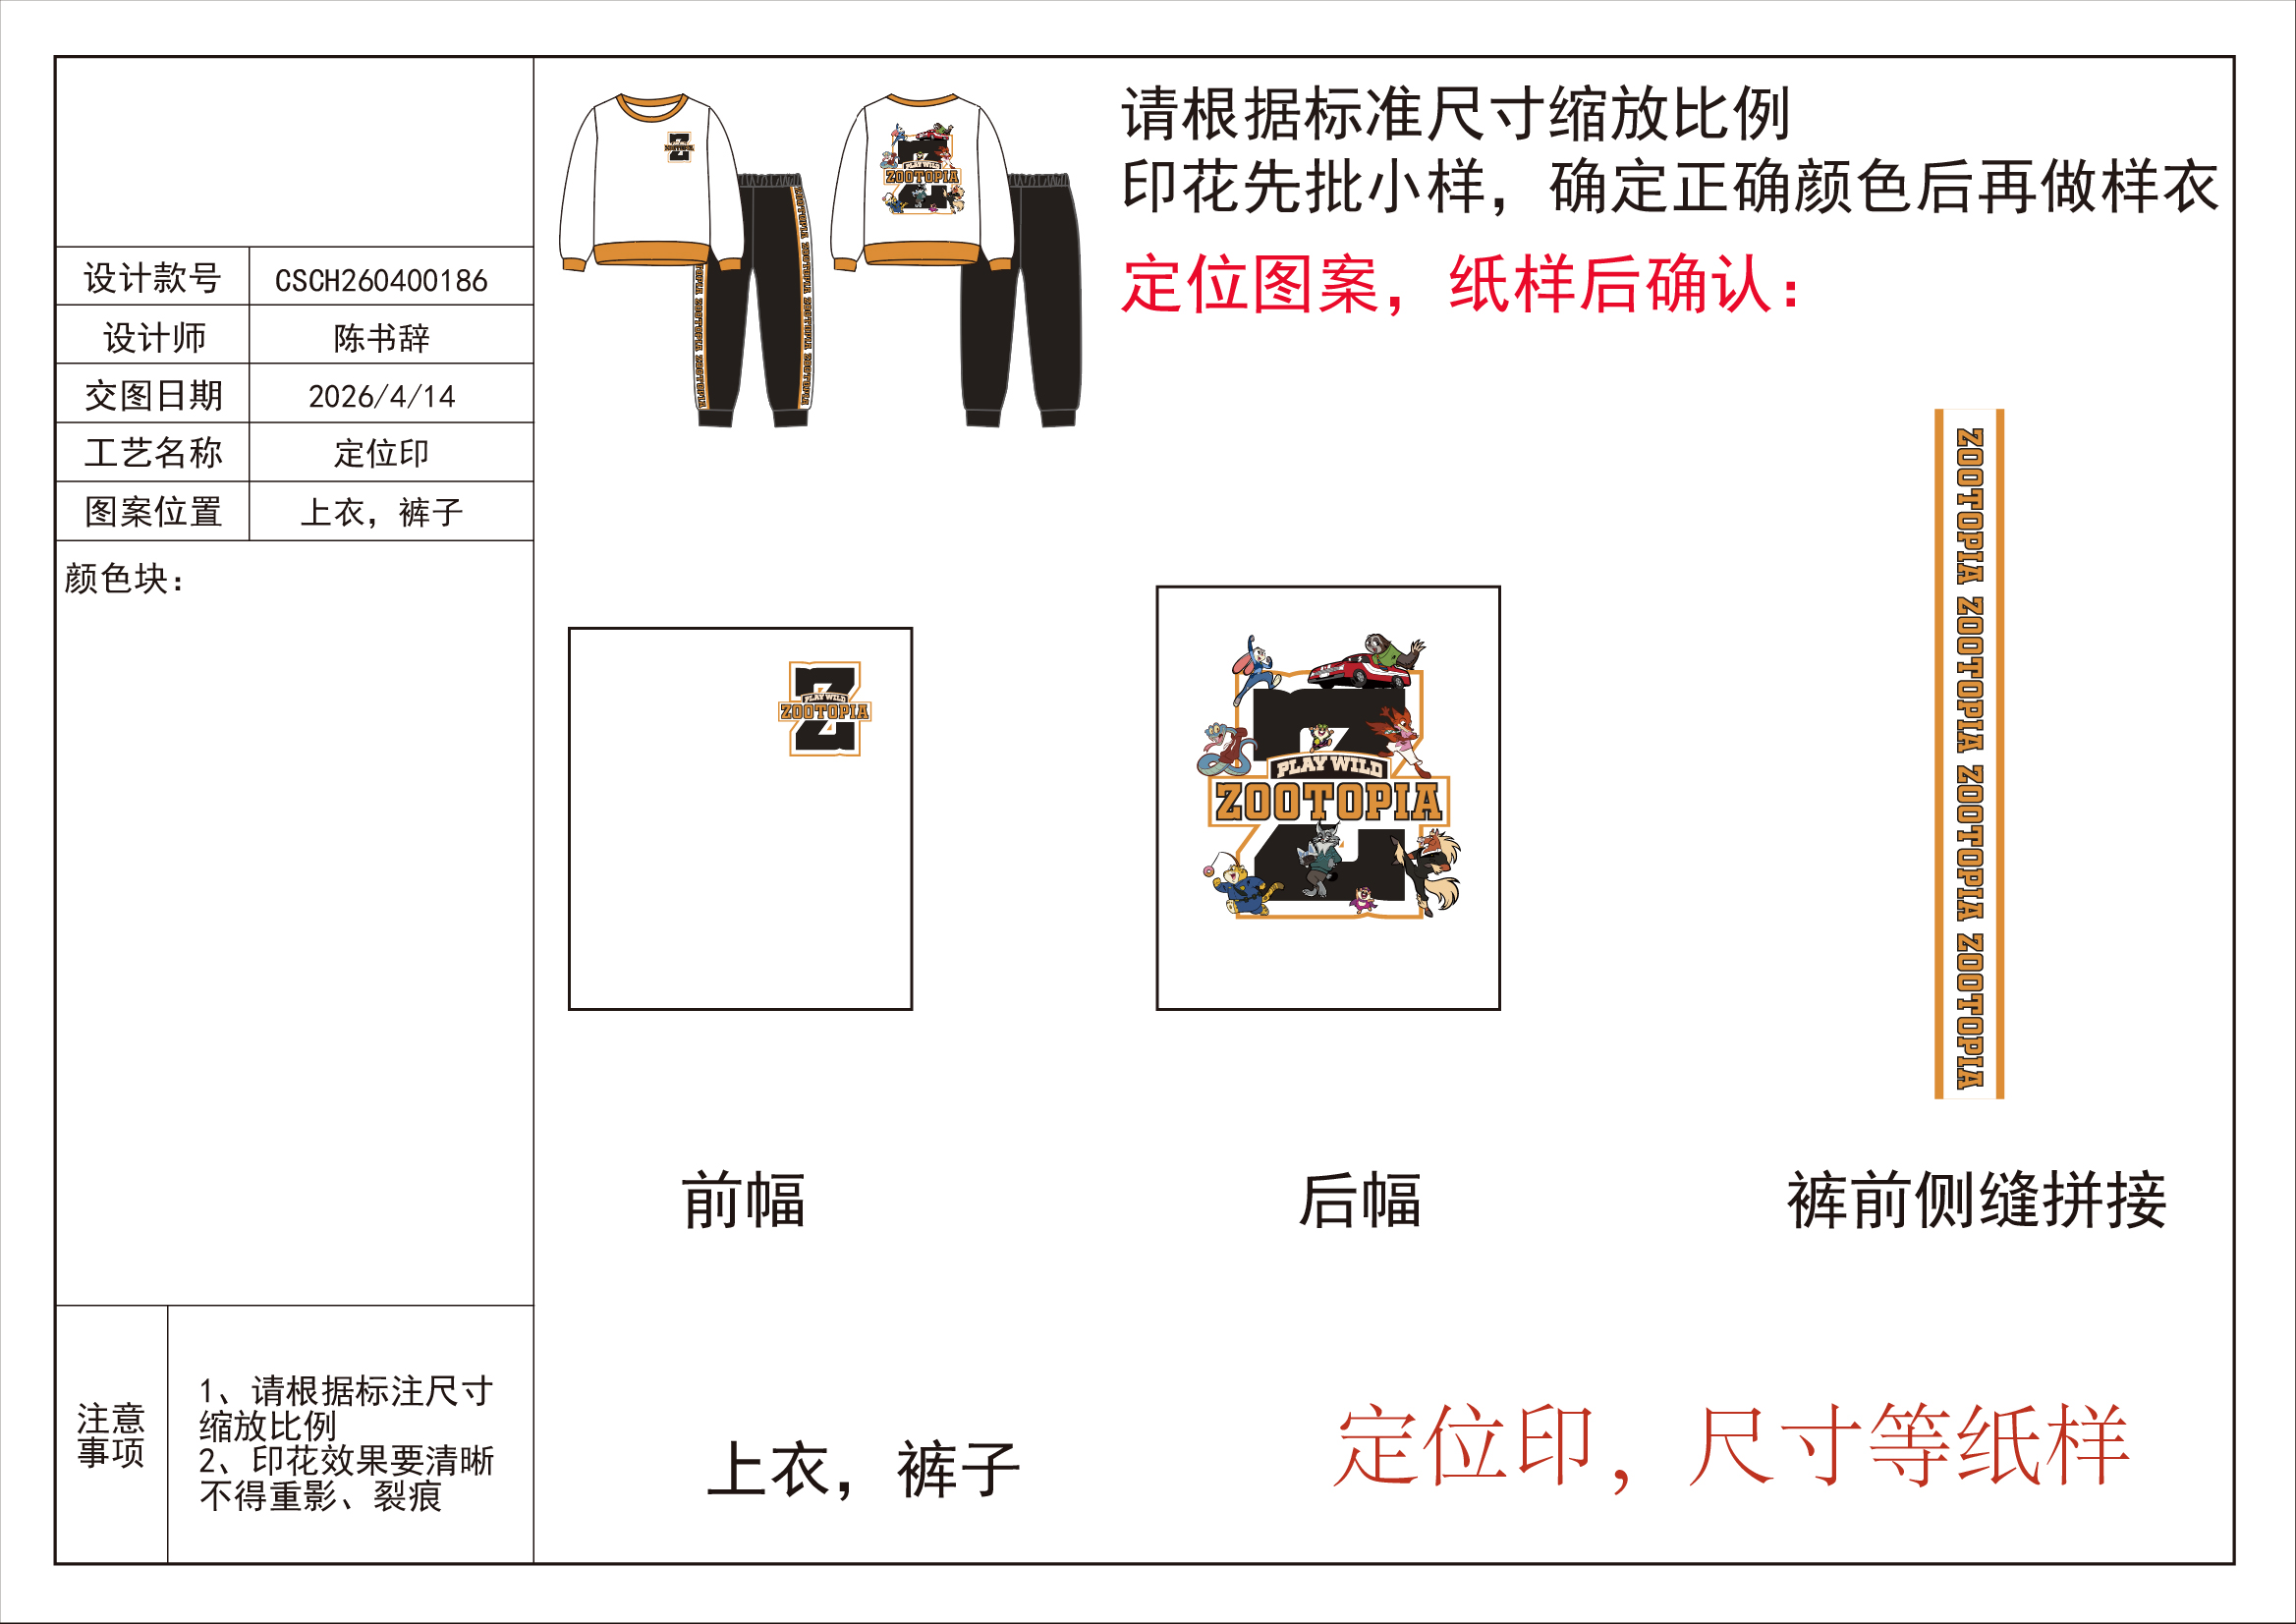 请根据标准尺寸缩放比例
印花先批小样，确定正确颜色后再做样衣
定位图案，纸样后确认：
设计款号 CSCH260400186
设计师 陈书辞
交图日期 2026/4/14
工艺名称 定位印
图案位置 上衣，裤子
颜色块：
PLAY WILD
ZOOTOPIA
PLAY WILD
ZOOTOPIA
ZOOTOPIA ZOOTOPIA ZOOTOPIA ZOOTOPIA
前幅
后幅
裤前侧缝拼接
注意
事项
1、请根据标注尺寸
缩放比例
2、印花效果要清晰
不得重影、裂痕
上衣，裤子
定位印，尺寸等纸样